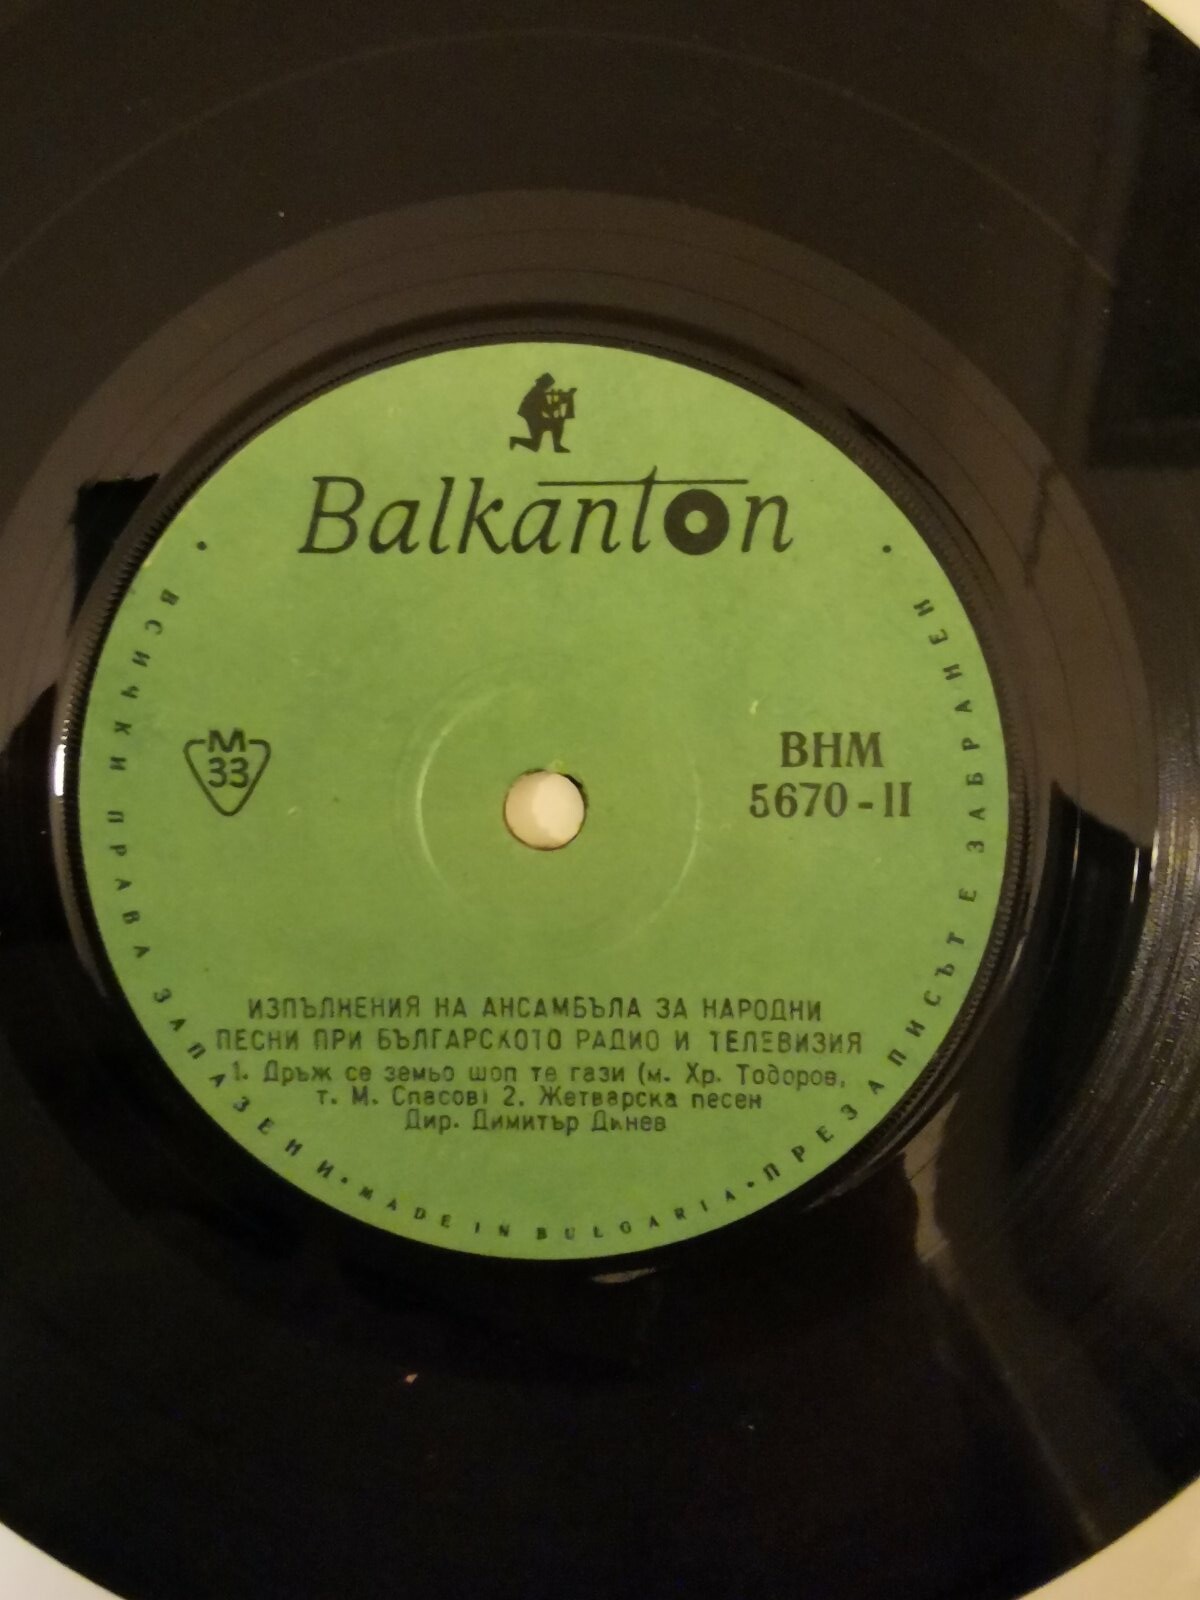 Balkanton
M
33
ВНМ
5670-II
ИЗПЪЛНЕНИЯ НА АНСАМБЪЛА ЗА НАРОДНИ
ПЕСНИ ПРИ БЪЛГАРСКОТО РАДИО И ТЕЛЕВИЗИЯ
1. Дръж се земьо шоп те гази (м. Хр. Тодоров,
т. М. Спасов) 2. Жетварска песен
Дир. Димитър Динев
• ВСИЧКИ ПРАВА ЗАПАЗЕНИ • MADE IN BULGARIA • ПРЕЗАПИСЪТ Е ЗАБРАНЕН •